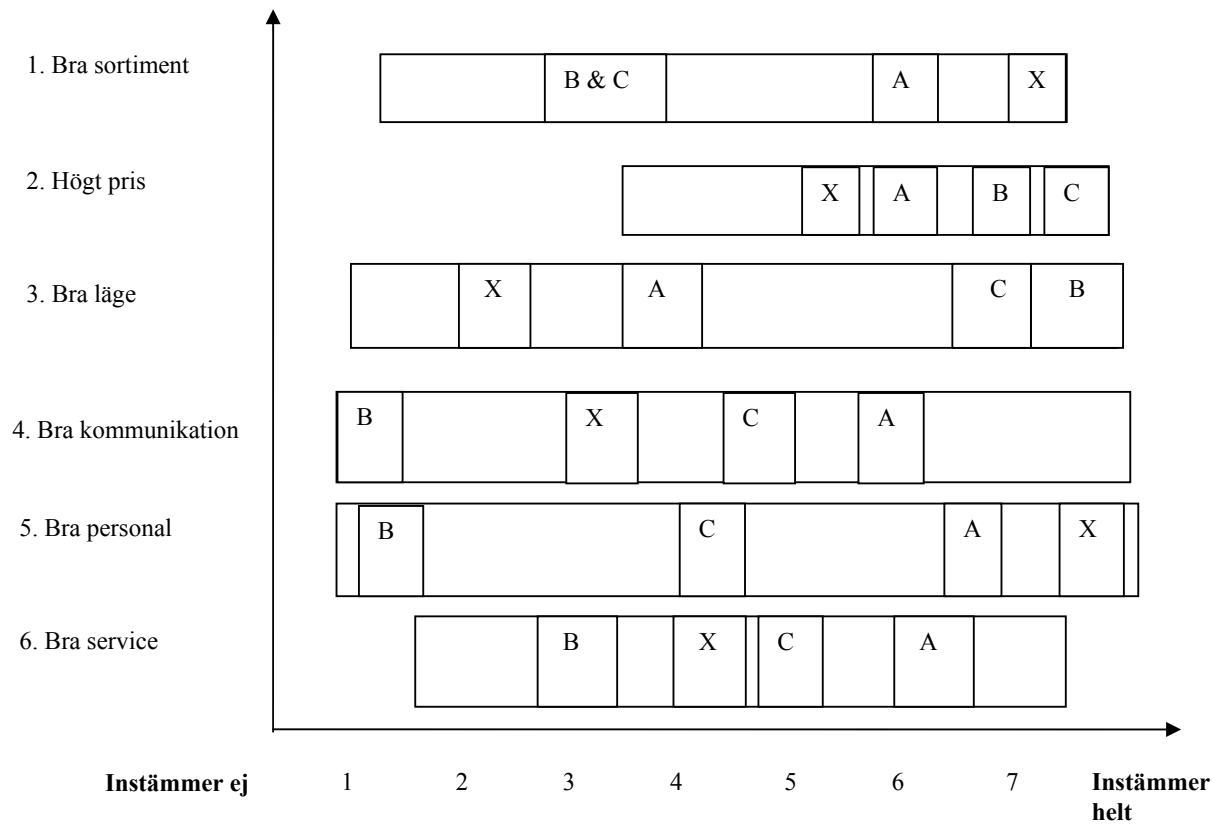 1. Bra sortiment
B & C
A
X
2. Högt pris
X
A
B
C
3. Bra läge
X
A
C
B
4. Bra kommunikation
B
X
C
A
5. Bra personal
B
C
A
X
6. Bra service
B
X
C
A
Instämmer ej 1 2 3 4 5 6 7 Instämmer
helt